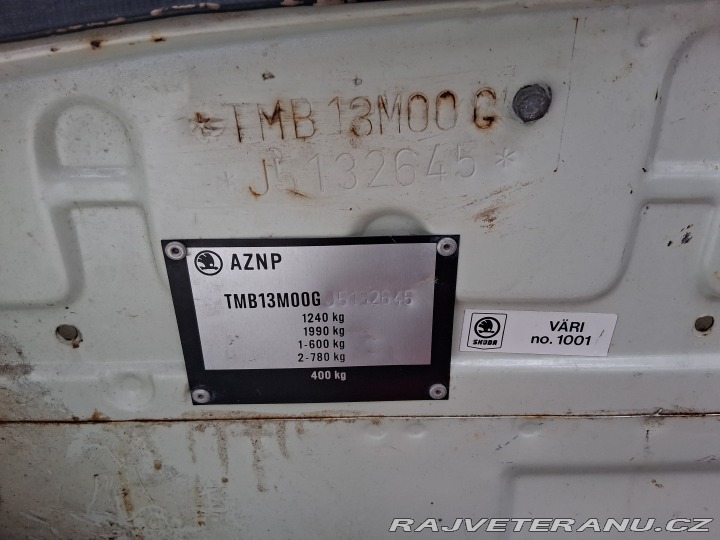 *TMB13M00G
*J5132645*
AZNP
TMB13M00G J5132645
1240 kg
1990 kg
1-600 kg
2-780 kg
400 kg
ŠKODA
VÄRI
no. 1001
RAJVETERANU.CZ